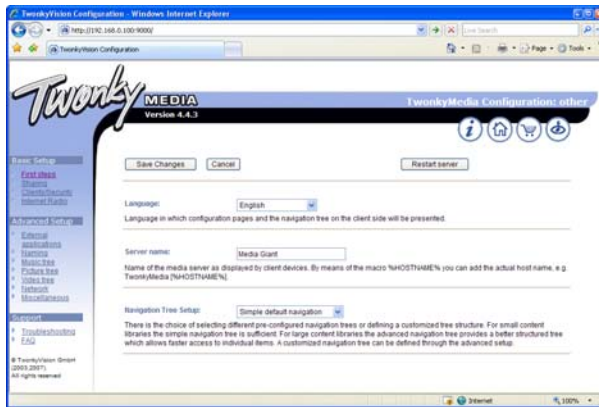 TwonkyVision Configuration - Windows Internet Explorer
http://192.168.0.100:9000/
Live Search
TwonkyVision Configuration
Page
Tools
Twonky
MEDIA
Version 4.4.3
TwonkyMedia Configuration: other
Basic Setup
First steps
Sharing
Clients/Security
Internet Radio
Advanced Setup
External
applications
Naming
Music tree
Picture tree
Video tree
Network
Miscellaneous
Support
Troubleshooting
FAQ
© TwonkyVision GmbH
(2003,2007)
All rights reserved
Save Changes
Cancel
Restart server
Language:
English
Language in which configuration pages and the navigation tree on the client side will be presented.
Server name:
Media Giant
Name of the media server as displayed by client devices. By means of the macro %HOSTNAME% you can add the actual host name, e.g.
TwonkyMedia [%HOSTNAME%].
Navigation Tree Setup:
Simple default navigation
There is the choice of selecting different pre-configured navigation trees or defining a customized tree structure. For small content
libraries the simple navigation tree is sufficient. For large content libraries the advanced navigation tree provides a better structured tree
which allows faster access to individual items. A customized navigation tree can be defined through the advanced setup.
Internet
100%